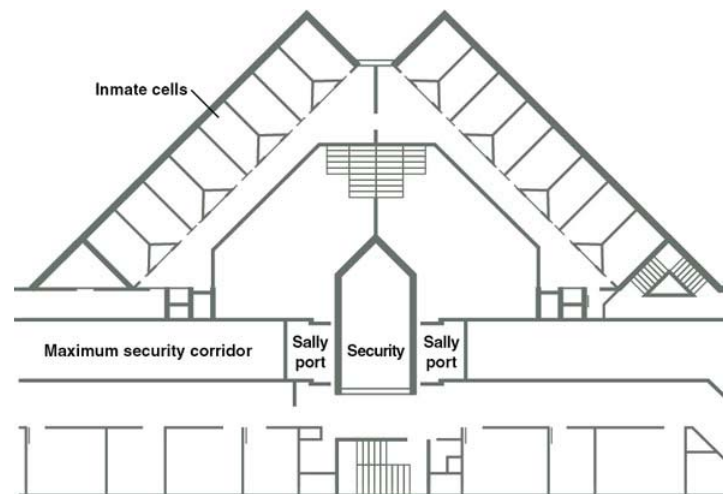 Inmate cells
Maximum security corridor
Sally
port
Security
Sally
port